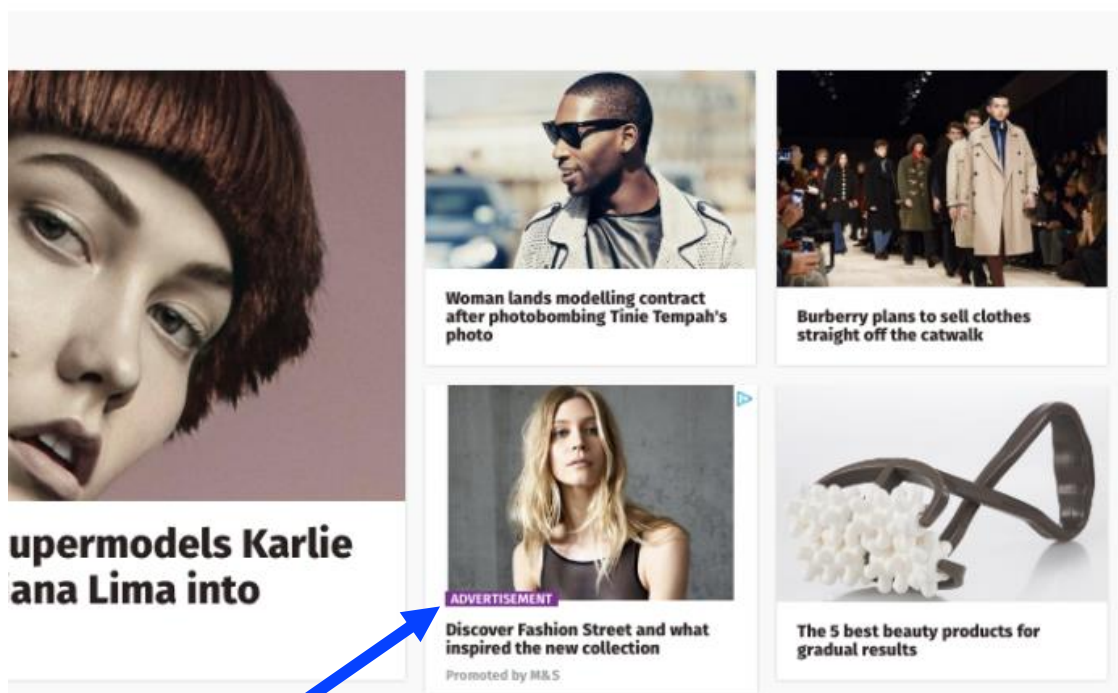 upermodels Karlie
ana Lima into
Woman lands modelling contract
after photobombing Tinie Tempah's
photo
Burberry plans to sell clothes
straight off the catwalk
ADVERTISEMENT
Discover Fashion Street and what
inspired the new collection
Promoted by M&S
The 5 best beauty products for
gradual results